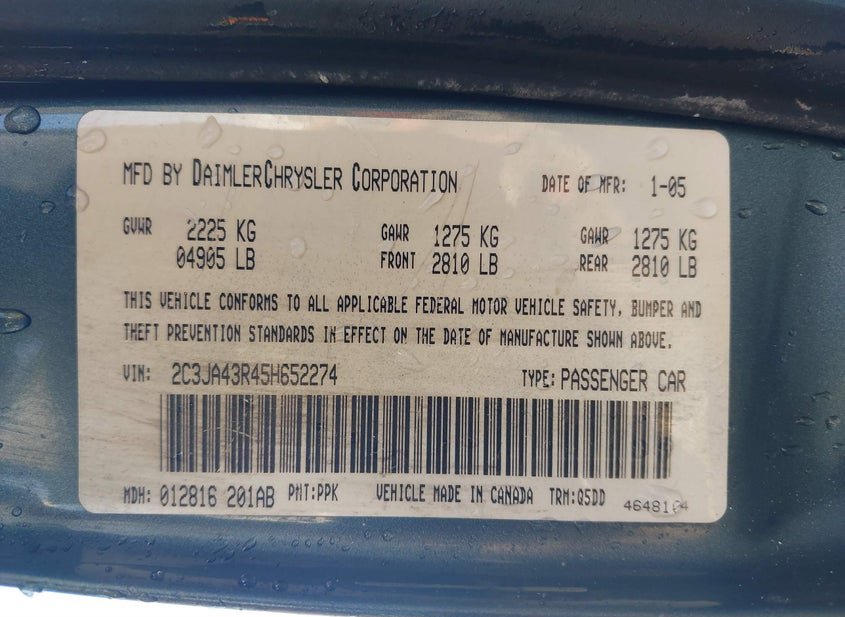 MFD BY DAIMLERCHRYSLER CORPORATION DATE OF MFR: 1-05
GVWR 2225 KG GAWR 1275 KG GAWR 1275 KG
04905 LB FRONT 2810 LB REAR 2810 LB
THIS VEHICLE CONFORMS TO ALL APPLICABLE FEDERAL MOTOR VEHICLE SAFETY, BUMPER AND
THEFT PREVENTION STANDARDS IN EFFECT ON THE DATE OF MANUFACTURE SHOWN ABOVE.
VIN: 2C3JA43R45H652274 TYPE: PASSENGER CAR
MDH: 012816 201AB PNT:PPK VEHICLE MADE IN CANADA TRM:Q5DD 4648104